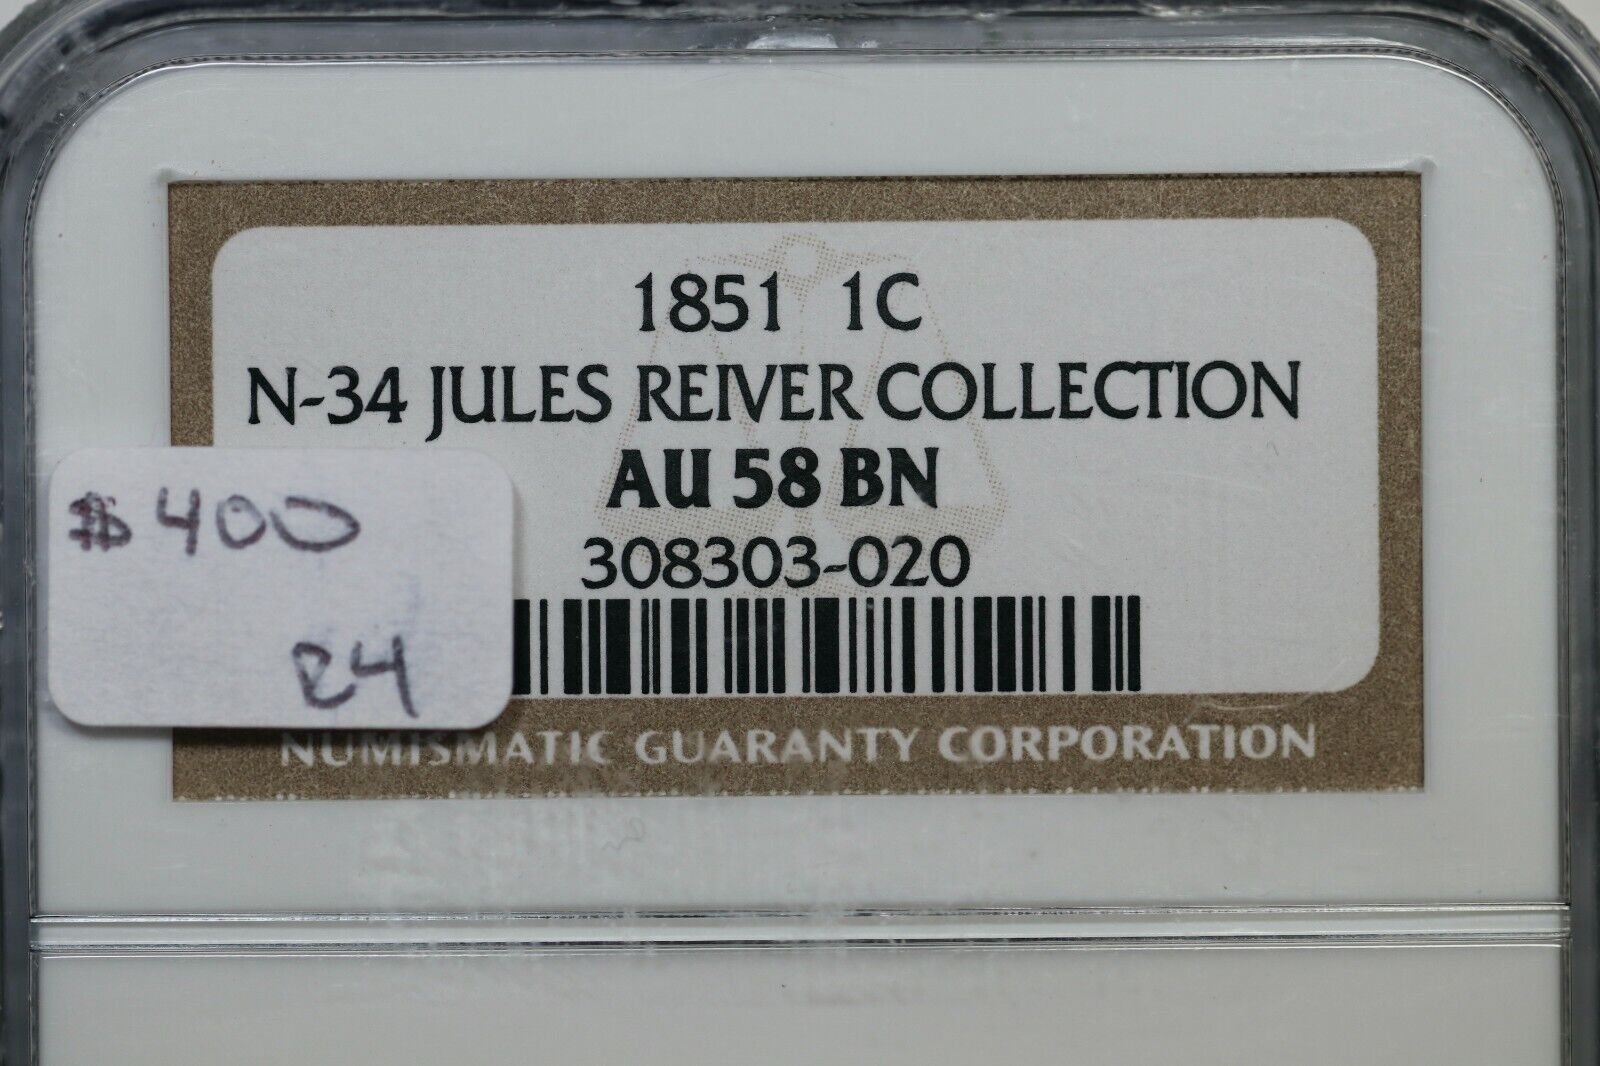 1851 1C
N-34 JULES REIVER COLLECTION
AU 58 BN
308303-020
$400
R4
NUMISMATIC GUARANTY CORPORATION